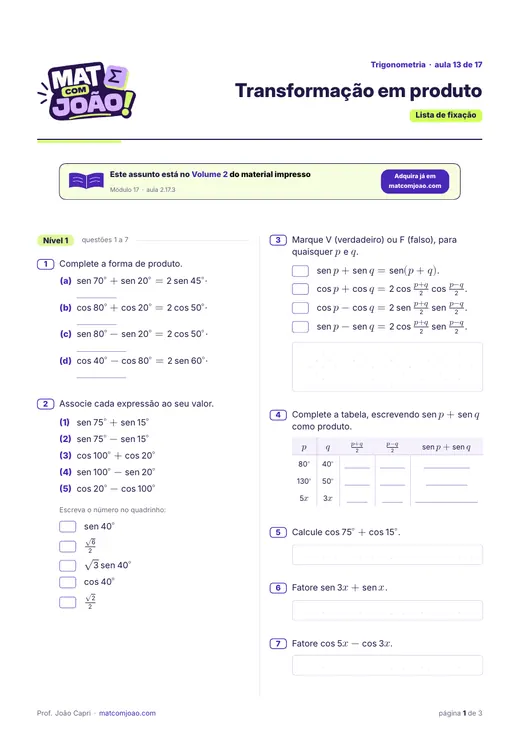 MAT Σ
COM
JOÃO!
Trigonometria · aula 13 de 17
Transformação em produto
Lista de fixação
Este assunto está no Volume 2 do material impresso
Módulo 17 · aula 2.17.3
Adquira já em
matcomjoao.com
Nível 1 questões 1 a 7
1 Complete a forma de produto.
(a) sen 70° + sen 20° = 2 sen 45°· ________
(b) cos 80° + cos 20° = 2 cos 50°· ________
(c) sen 80° − sen 20° = 2 cos 50°· ________
(d) cos 40° − cos 80° = 2 sen 60°· ________
2 Associe cada expressão ao seu valor.
(1) sen 75° + sen 15°
(2) sen 75° − sen 15°
(3) cos 100° + cos 20°
(4) sen 100° − sen 20°
(5) cos 20° − cos 100°
Escreva o número no quadrinho:
sen 40°
√6/2
√3 sen 40°
cos 40°
√2/2
3 Marque V (verdadeiro) ou F (falso), para
quaisquer p e q.
sen p + sen q = sen(p + q).
cos p + cos q = 2 cos (p+q)/2 cos (p−q)/2.
cos p − cos q = 2 sen (p+q)/2 sen (p−q)/2.
sen p − sen q = 2 cos (p+q)/2 sen (p−q)/2.
4 Complete a tabela, escrevendo sen p + sen q
como produto.
p q (p+q)/2 (p−q)/2 sen p + sen q
80° 40°
130° 50°
5x 3x
5 Calcule cos 75° + cos 15°.
6 Fatore sen 3x + sen x.
7 Fatore cos 5x − cos 3x.
Prof. João Capri · matcomjoao.com
página 1 de 3